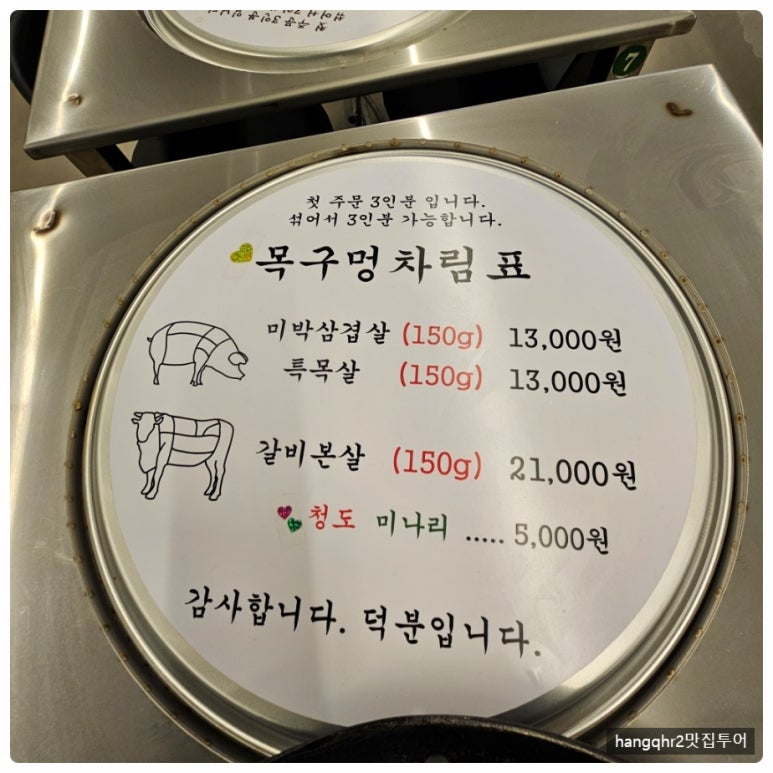 7
첫 주문 3인분 입니다.
섞어서 3인분 가능합니다.
목구멍차림표
미박삼겹살 (150g) 13,000원
특목살 (150g) 13,000원
갈비본살 (150g) 21,000원
청도 미나리 ..... 5,000원
감사합니다. 덕분입니다.
hangqhr2맛집투어